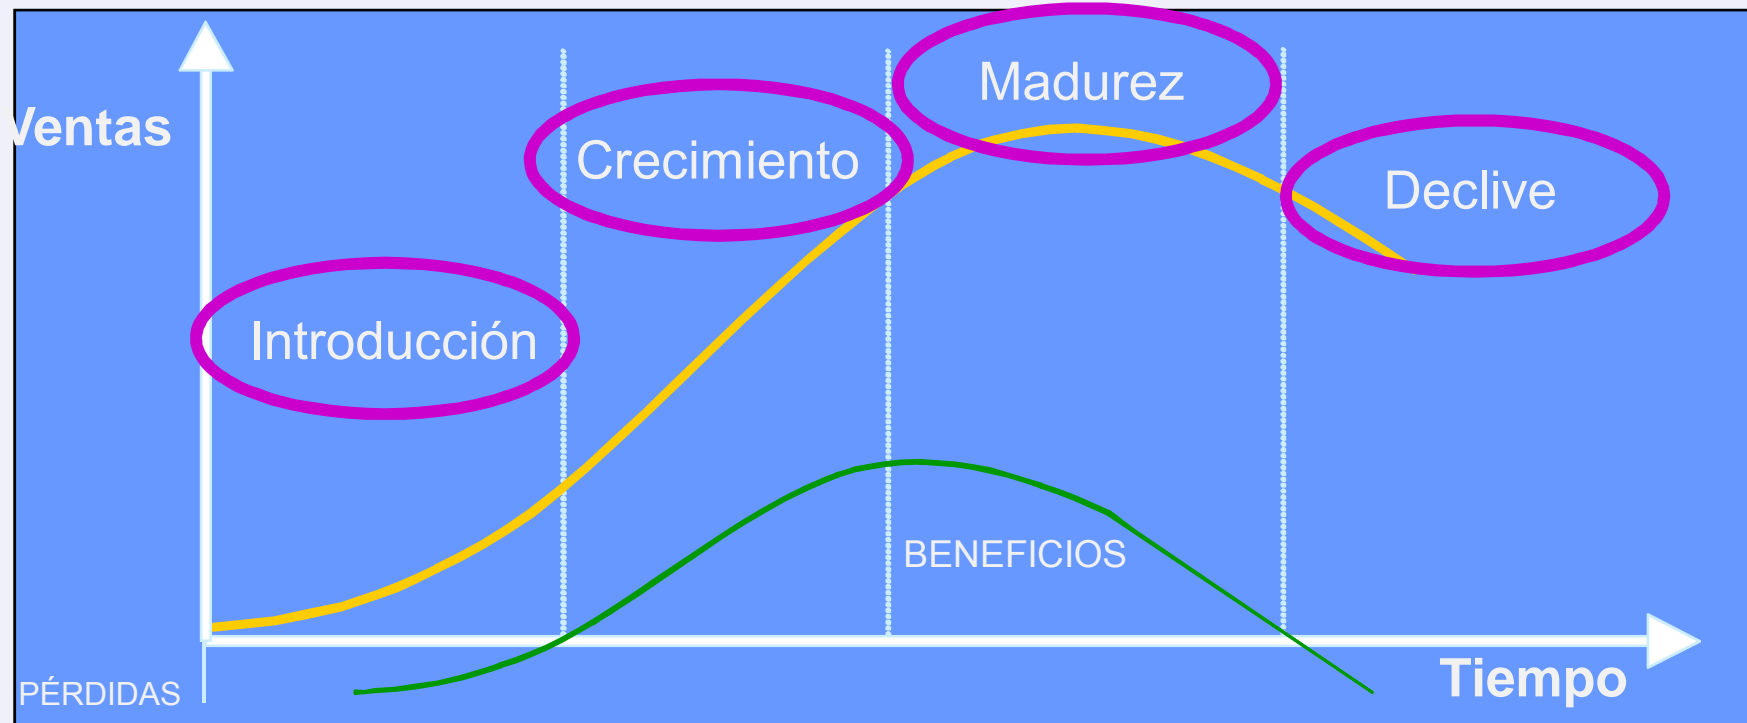 Madurez
Ventas
Crecimiento
Declive
Introducción
BENEFICIOS
Tiempo
PÉRDIDAS